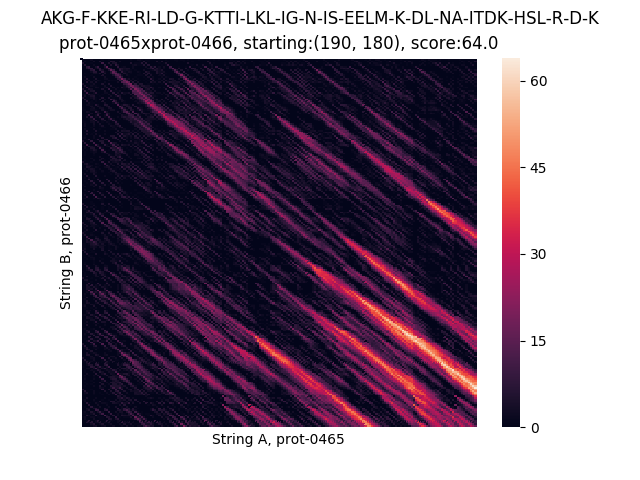 AKG-F-KKE-RI-LD-G-KTTI-LKL-IG-N-IS-EELM-K-DL-NA-ITDK-HSL-R-D-K
prot-0465xprot-0466, starting:(190, 180), score:64.0
60
45
30
15
0
String B, prot-0466
String A, prot-0465